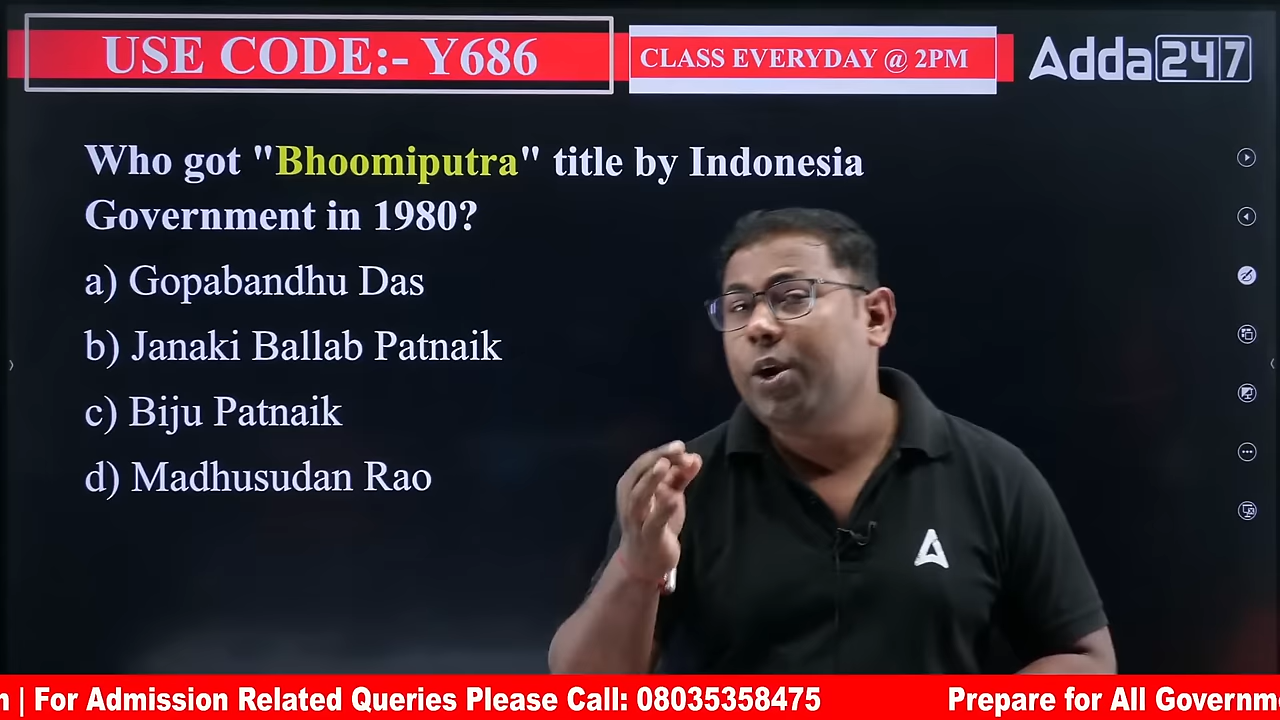 USE CODE:- Y686
CLASS EVERYDAY @ 2PM
Adda247
Who got "Bhoomiputra" title by Indonesia
Government in 1980?
a) Gopabandhu Das
b) Janaki Ballab Patnaik
c) Biju Patnaik
d) Madhusudan Rao
| For Admission Related Queries Please Call: 08035358475
Prepare for All